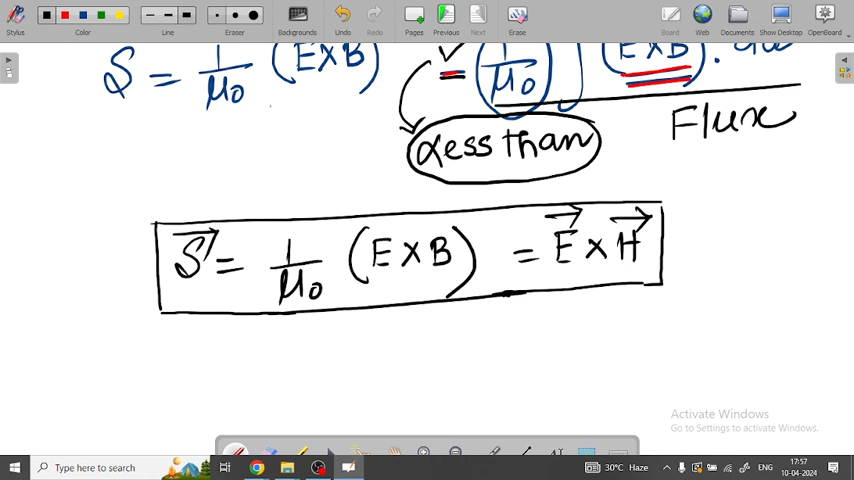 Stylus Color Line Eraser Backgrounds Undo Redo Pages Previous Next Erase Board Web Documents Show Desktop OpenBoard
S = 1/μ0 (E×B) = (1/μ0) ∫ (E×B).
Flux
Less than
S⃗ = 1/μ0 (E×B) = E⃗ × H⃗
Activate Windows
Go to Settings to activate Windows.
Type here to search 30°C Haze ENG 17:57
10-04-2024